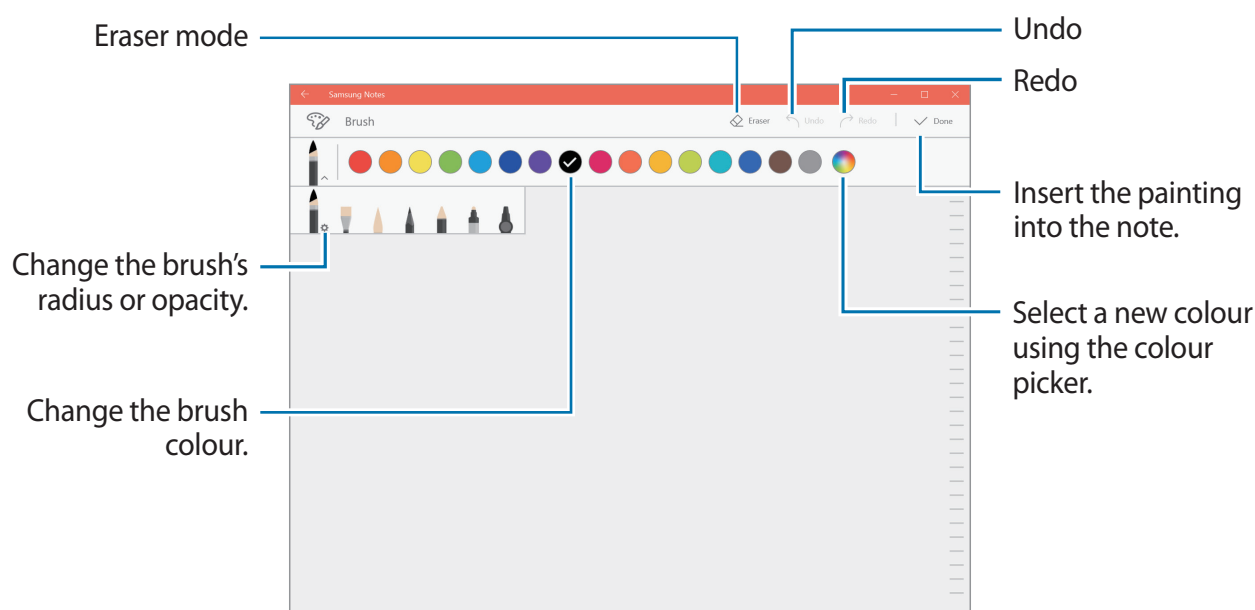 Eraser mode
Undo
Redo
Samsung Notes
Brush
Eraser
Undo
Redo
Done
Insert the painting
into the note.
Change the brush's
radius or opacity.
Select a new colour
using the colour
picker.
Change the brush
colour.